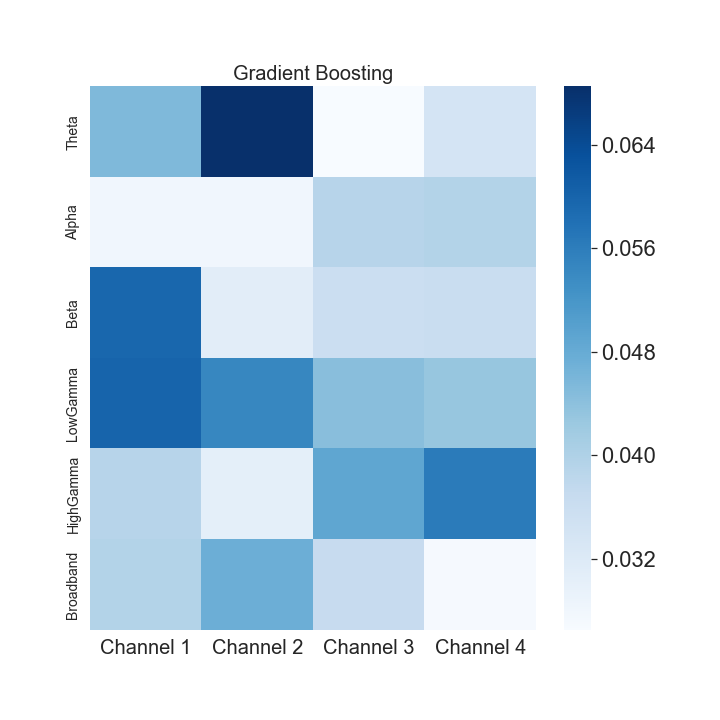 Gradient Boosting
Theta
Alpha
Beta
LowGamma
HighGamma
Broadband
Channel 1 Channel 2 Channel 3 Channel 4
0.064
0.056
0.048
0.040
0.032